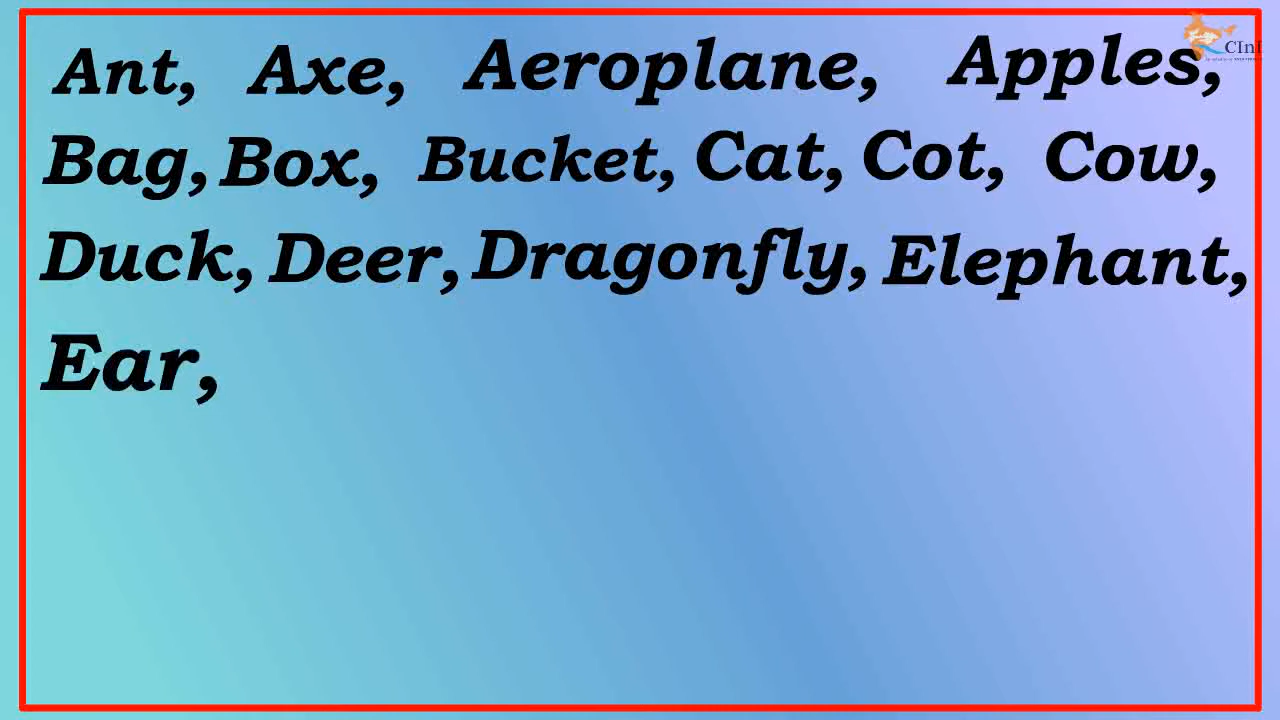 Ant, Axe, Aeroplane, Apples,
Bag, Box, Bucket, Cat, Cot, Cow,
Duck, Deer, Dragonfly, Elephant,
Ear,